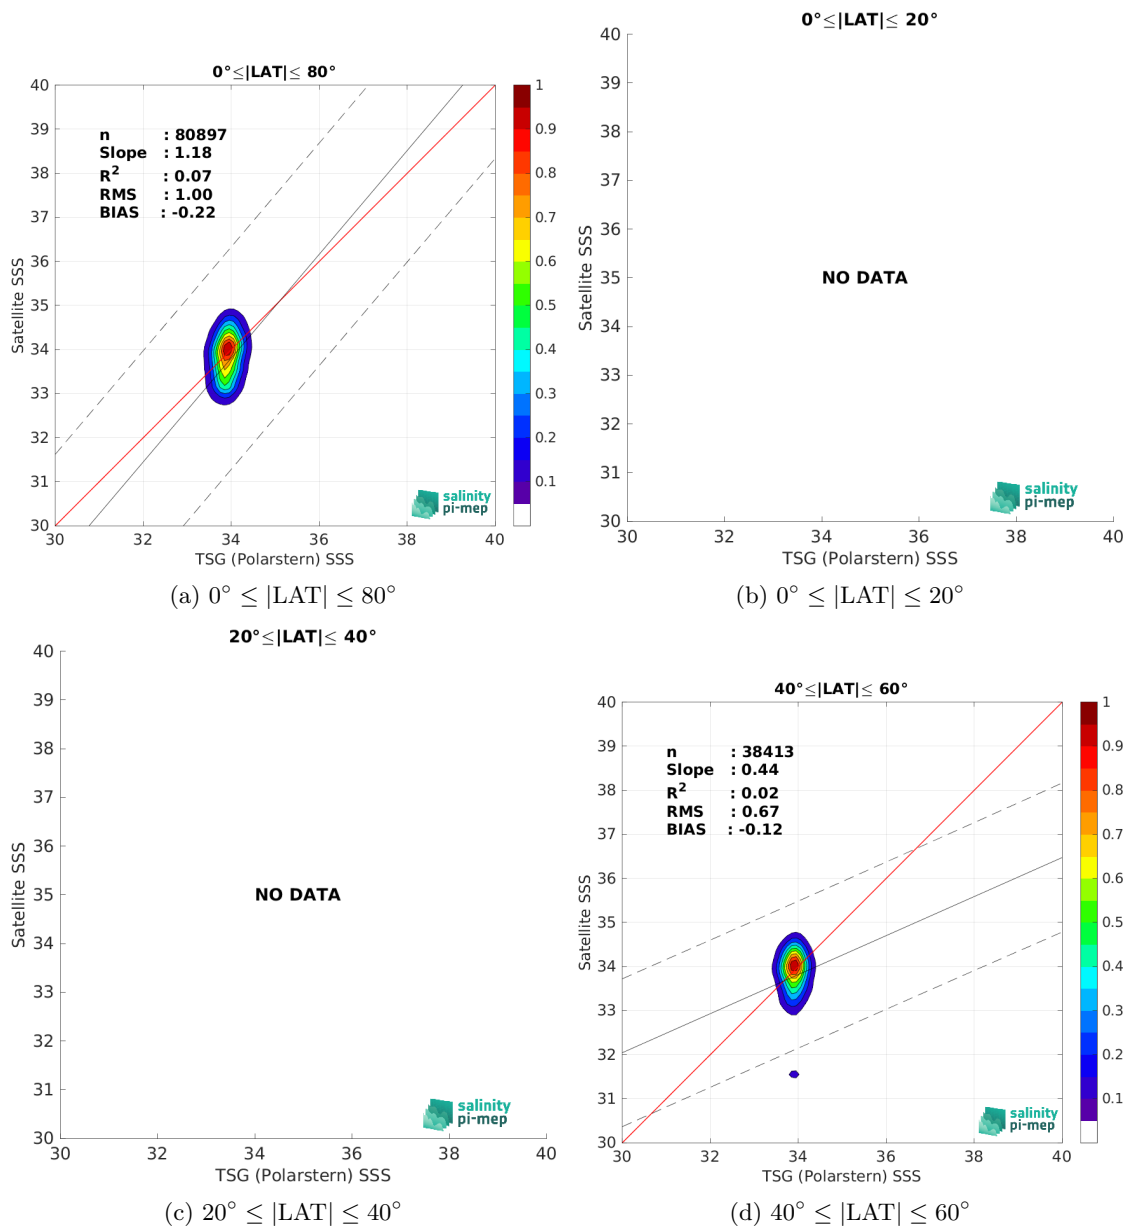 0°≤|LAT|≤ 80°
40
39
38
37
36
35
34
33
32
31
30
Satellite SSS
n : 80897
Slope : 1.18
R² : 0.07
RMS : 1.00
BIAS : -0.22
salinity
pi-mep
30 32 34 36 38 40
TSG (Polarstern) SSS
1
0.9
0.8
0.7
0.6
0.5
0.4
0.3
0.2
0.1
(a) 0° ≤ |LAT| ≤ 80°
0°≤|LAT|≤ 20°
40
39
38
37
36
35
34
33
32
31
30
Satellite SSS
NO DATA
salinity
pi-mep
30 32 34 36 38 40
TSG (Polarstern) SSS
(b) 0° ≤ |LAT| ≤ 20°
20°≤|LAT|≤ 40°
40
39
38
37
36
35
34
33
32
31
30
Satellite SSS
NO DATA
salinity
pi-mep
30 32 34 36 38 40
TSG (Polarstern) SSS
(c) 20° ≤ |LAT| ≤ 40°
40°≤|LAT|≤ 60°
40
39
38
37
36
35
34
33
32
31
30
Satellite SSS
n : 38413
Slope : 0.44
R² : 0.02
RMS : 0.67
BIAS : -0.12
salinity
pi-mep
30 32 34 36 38 40
TSG (Polarstern) SSS
1
0.9
0.8
0.7
0.6
0.5
0.4
0.3
0.2
0.1
(d) 40° ≤ |LAT| ≤ 60°